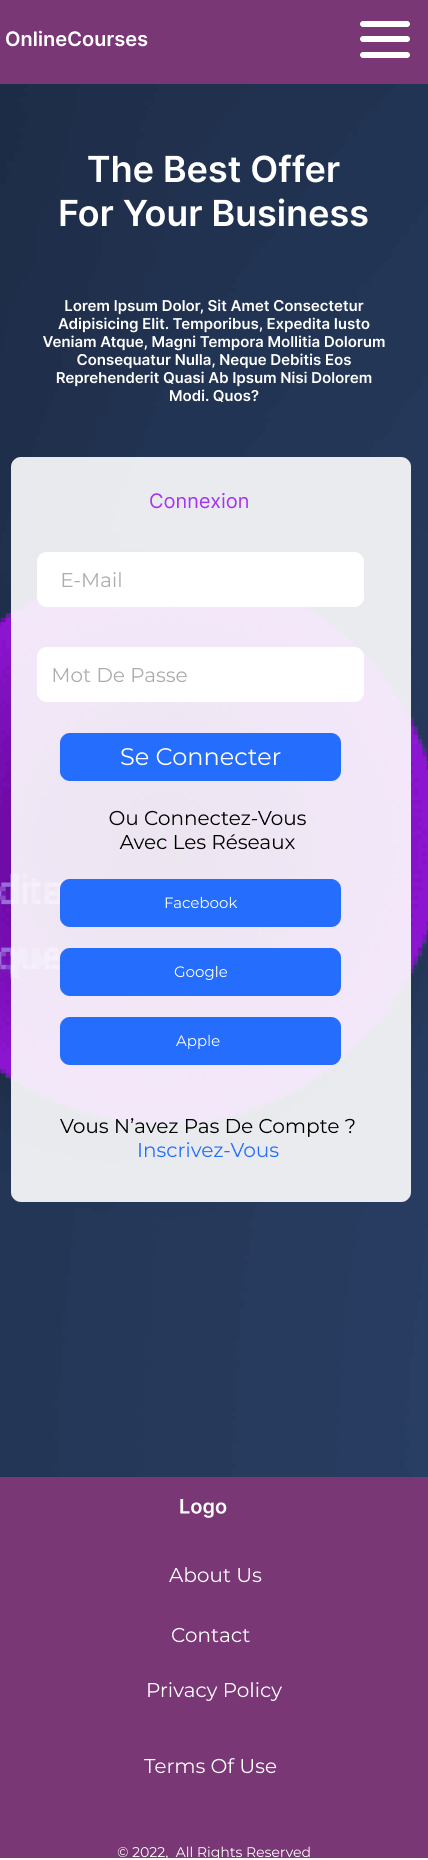 OnlineCourses
The Best Offer
For Your Business
Lorem Ipsum Dolor, Sit Amet Consectetur
Adipisicing Elit. Temporibus, Expedita Iusto
Veniam Atque, Magni Tempora Mollitia Dolorum
Consequatur Nulla, Neque Debitis Eos
Reprehenderit Quasi Ab Ipsum Nisi Dolorem
Modi. Quos?
Connexion
E-Mail
Mot De Passe
Se Connecter
Ou Connectez-Vous
Avec Les Réseaux
dite
Facebook
que
Google
Apple
Vous N’avez Pas De Compte ?
Inscrivez-Vous
Logo
About Us
Contact
Privacy Policy
Terms Of Use
© 2022, All Rights Reserved